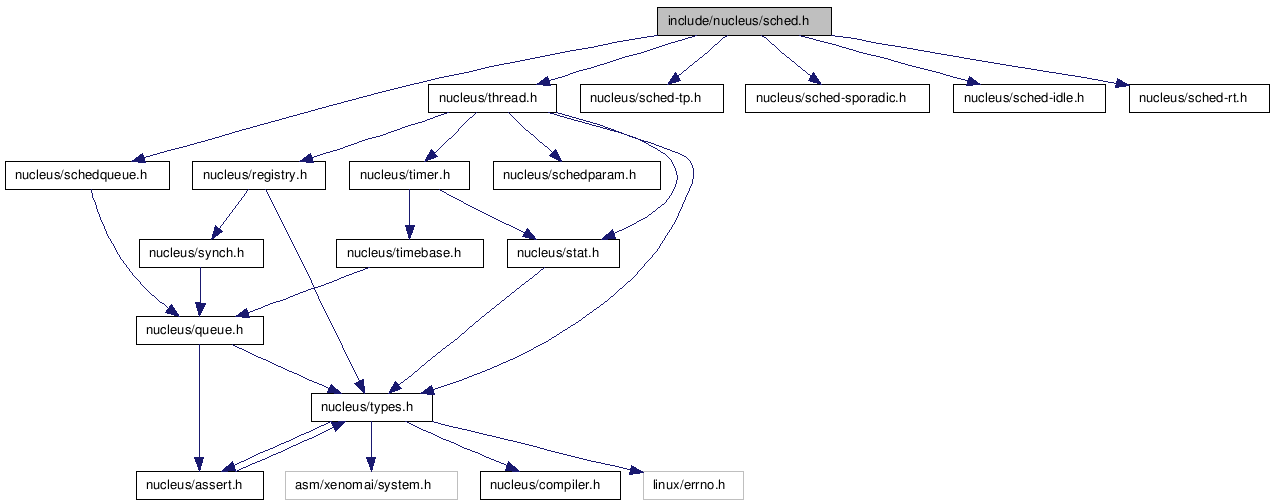 include/nucleus/sched.h
nucleus/thread.h
nucleus/sched-tp.h
nucleus/sched-sporadic.h
nucleus/sched-idle.h
nucleus/sched-rt.h
nucleus/schedqueue.h
nucleus/registry.h
nucleus/timer.h
nucleus/schedparam.h
nucleus/synch.h
nucleus/timebase.h
nucleus/stat.h
nucleus/queue.h
nucleus/types.h
nucleus/assert.h
asm/xenomai/system.h
nucleus/compiler.h
linux/errno.h